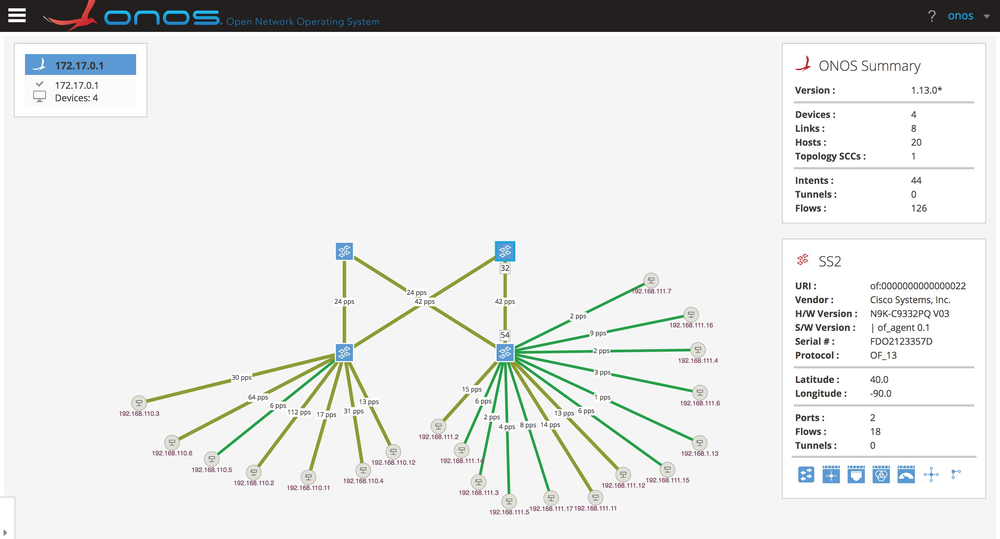 onos® Open Network Operating System
? onos
172.17.0.1
172.17.0.1
Devices: 4
ONOS Summary
Version : 1.13.0*
Devices : 4
Links : 8
Hosts : 20
Topology SCCs : 1
Intents : 44
Tunnels : 0
Flows : 126
SS2
URI : of:0000000000000022
Vendor : Cisco Systems, Inc.
H/W Version : N9K-C9332PQ V03
S/W Version : | of_agent 0.1
Serial # : FDO2123357D
Protocol : OF_13
Latitude : 40.0
Longitude : -90.0
Ports : 2
Flows : 18
Tunnels : 0
32
24 pps
24 pps
42 pps
42 pps
54
192.168.111.7
2 pps
192.168.111.16
9 pps
2 pps
192.168.111.4
3 pps
192.168.111.6
1 pps
192.168.1.13
30 pps
64 pps
6 pps
112 pps
17 pps
31 pps
13 pps
15 pps
6 pps
2 pps
4 pps
8 pps
14 pps
13 pps
6 pps
192.168.110.3
192.168.110.6
192.168.110.5
192.168.110.2
192.168.110.11
192.168.110.4
192.168.110.12
192.168.111.2
192.168.111.14
192.168.111.3
192.168.111.5
192.168.111.17
192.168.111.11
192.168.111.12
192.168.111.15